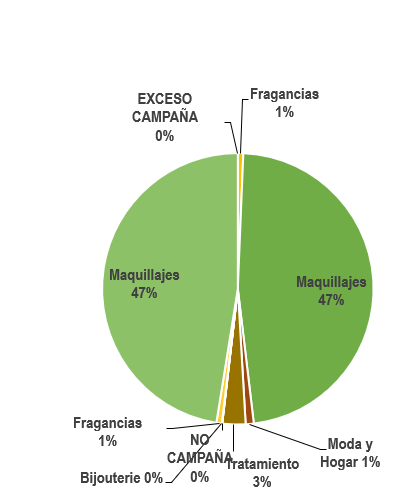 EXCESO
CAMPAÑA
0%
Fragancias
1%
Maquillajes
47%
Maquillajes
47%
Fragancias
1%
NO
CAMPAÑA
0%
Bijouterie 0%
Tratamiento
3%
Moda y
Hogar 1%